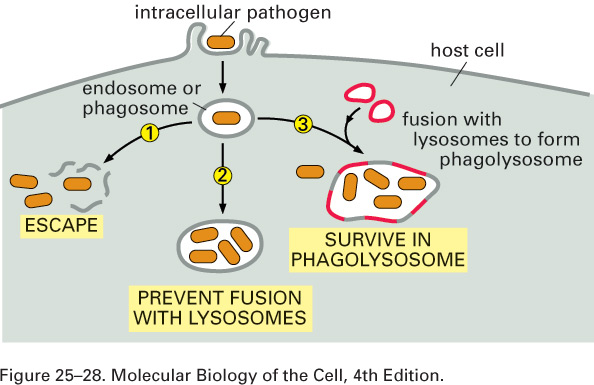 intracellular pathogen
host cell
endosome or
phagosome
fusion with
lysosomes to form
phagolysosome
1
3
2
ESCAPE
SURVIVE IN
PHAGOLYSOSOME
PREVENT FUSION
WITH LYSOSOMES
Figure 25–28. Molecular Biology of the Cell, 4th Edition.